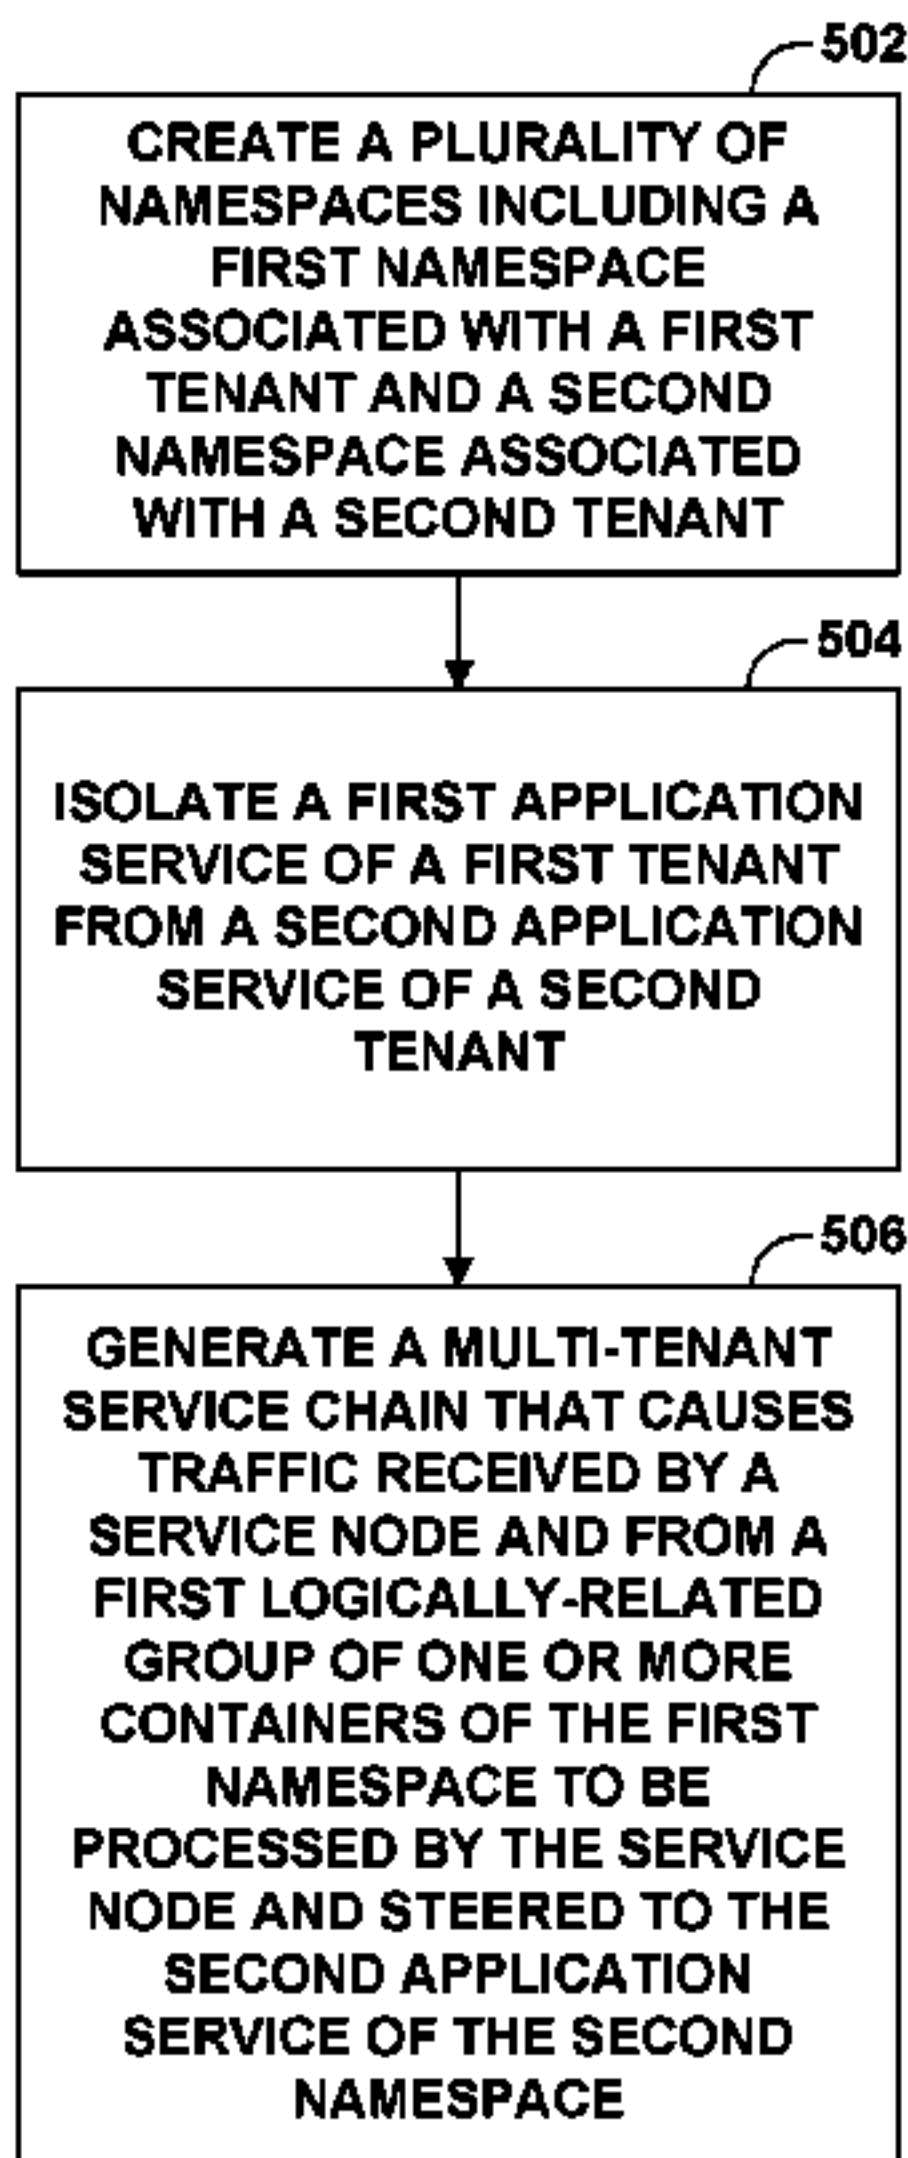 502
CREATE A PLURALITY OF
NAMESPACES INCLUDING A
FIRST NAMESPACE
ASSOCIATED WITH A FIRST
TENANT AND A SECOND
NAMESPACE ASSOCIATED
WITH A SECOND TENANT
504
ISOLATE A FIRST APPLICATION
SERVICE OF A FIRST TENANT
FROM A SECOND APPLICATION
SERVICE OF A SECOND
TENANT
506
GENERATE A MULTI-TENANT
SERVICE CHAIN THAT CAUSES
TRAFFIC RECEIVED BY A
SERVICE NODE AND FROM A
FIRST LOGICALLY-RELATED
GROUP OF ONE OR MORE
CONTAINERS OF THE FIRST
NAMESPACE TO BE
PROCESSED BY THE SERVICE
NODE AND STEERED TO THE
SECOND APPLICATION
SERVICE OF THE SECOND
NAMESPACE